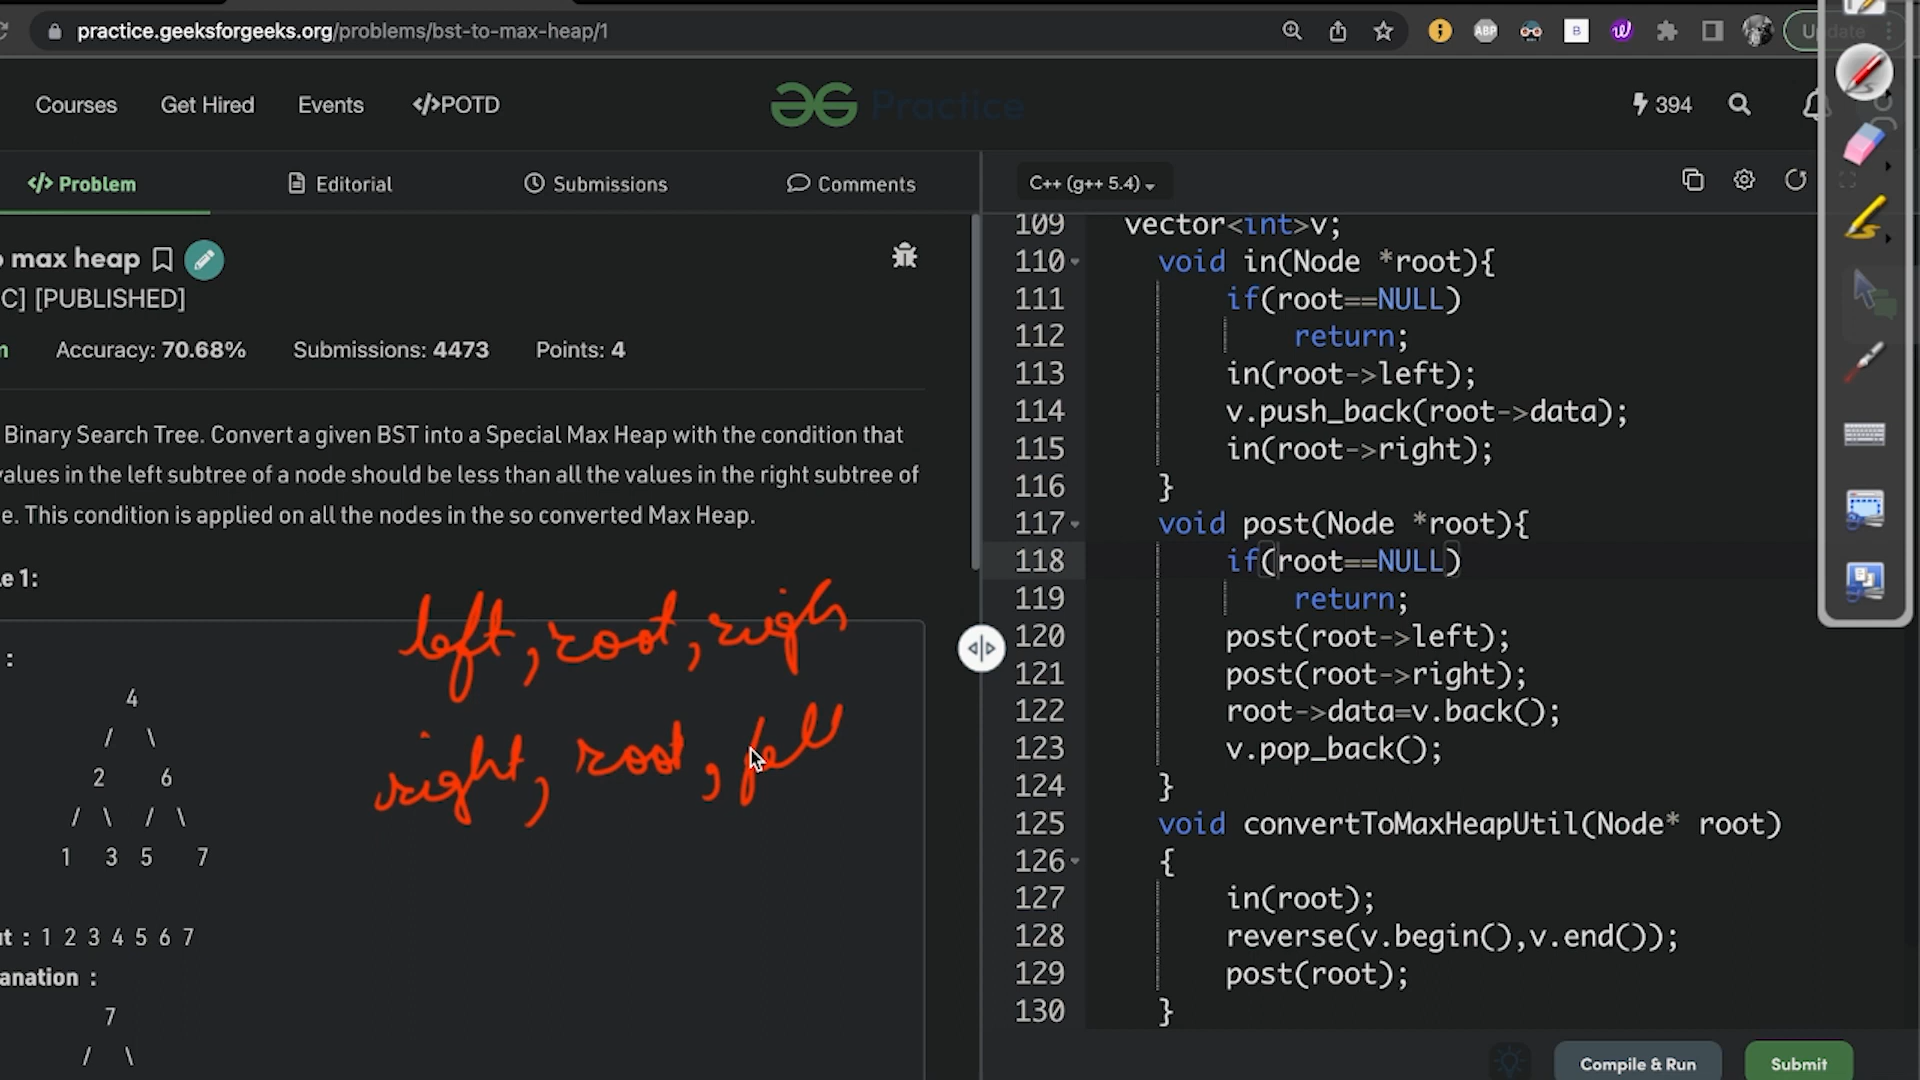 practice.geeksforgeeks.org/problems/bst-to-max-heap/1
ABP
B
Update
Courses Get Hired Events </>POTD
Practice
394
</> Problem
Editorial
Submissions
Comments
C++ (g++ 5.4)
max heap
C] [PUBLISHED]
Accuracy: 70.68% Submissions: 4473 Points: 4
Binary Search Tree. Convert a given BST into a Special Max Heap with the condition that
values in the left subtree of a node should be less than all the values in the right subtree of
e. This condition is applied on all the nodes in the so converted Max Heap.
le 1:
:
4
/ \
2 6
/ \ / \
1 3 5 7
ut : 1 2 3 4 5 6 7
anation :
7
/ \
left, root, right
right, root,
109 vector<int>v;
110 void in(Node *root){
111 if(root==NULL)
112 return;
113 in(root->left);
114 v.push_back(root->data);
115 in(root->right);
116 }
117 void post(Node *root){
118 if(root==NULL)
119 return;
120 post(root->left);
121 post(root->right);
122 root->data=v.back();
123 v.pop_back();
124 }
125 void convertToMaxHeapUtil(Node* root)
126 {
127 in(root);
128 reverse(v.begin(),v.end());
129 post(root);
130 }
Compile & Run
Submit